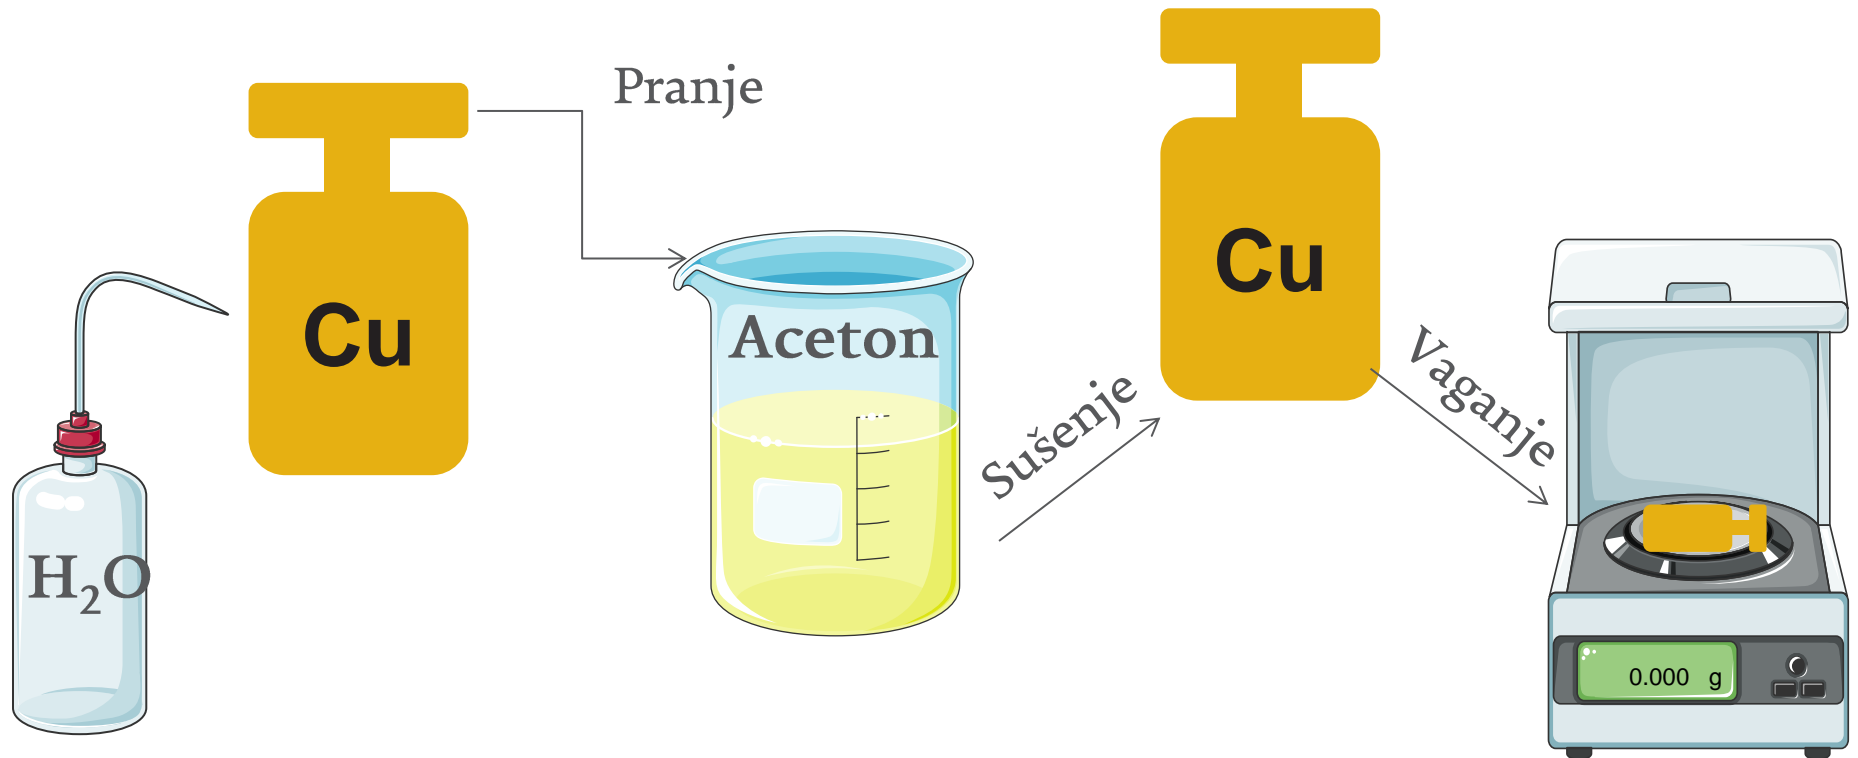 Pranje
Cu
H₂O
Aceton
Sušenje
Cu
Vaganje
0.000 g